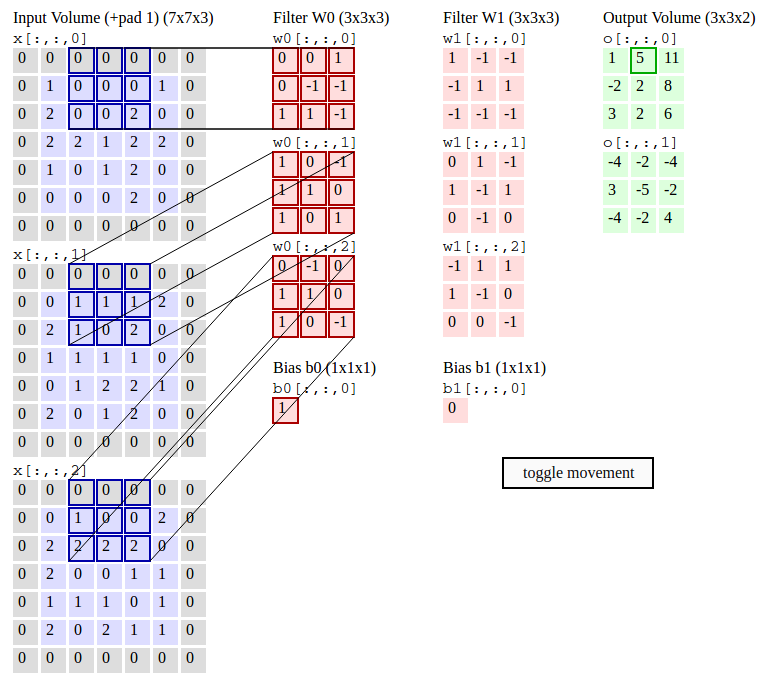 Input Volume (+pad 1) (7x7x3)
x[:,:,0]
0 0 0 0 0 0 0
0 1 0 0 0 1 0
0 2 0 0 2 0 0
0 2 2 1 2 2 0
0 1 0 1 2 0 0
0 0 0 0 2 0 0
0 0 0 0 0 0 0
x[:,:,1]
0 0 0 0 0 0 0
0 0 1 1 1 2 0
0 2 1 0 2 0 0
0 1 1 1 1 0 0
0 0 1 2 2 1 0
0 2 0 1 2 0 0
0 0 0 0 0 0 0
x[:,:,2]
0 0 0 0 0 0 0
0 0 1 0 0 2 0
0 2 2 2 2 0 0
0 2 0 0 1 1 0
0 1 1 1 0 1 0
0 2 0 2 1 1 0
0 0 0 0 0 0 0
Filter W0 (3x3x3)
w0[:,:,0]
0 0 1
0 -1 -1
1 1 -1
w0[:,:,1]
1 0 -1
1 1 0
1 0 1
w0[:,:,2]
0 -1 0
1 1 0
1 0 -1
Bias b0 (1x1x1)
b0[:,:,0]
1
Filter W1 (3x3x3)
w1[:,:,0]
1 -1 -1
-1 1 1
-1 -1 -1
w1[:,:,1]
0 1 -1
1 -1 1
0 -1 0
w1[:,:,2]
-1 1 1
1 -1 0
0 0 -1
Bias b1 (1x1x1)
b1[:,:,0]
0
Output Volume (3x3x2)
o[:,:,0]
1 5 11
-2 2 8
3 2 6
o[:,:,1]
-4 -2 -4
3 -5 -2
-4 -2 4
toggle movement